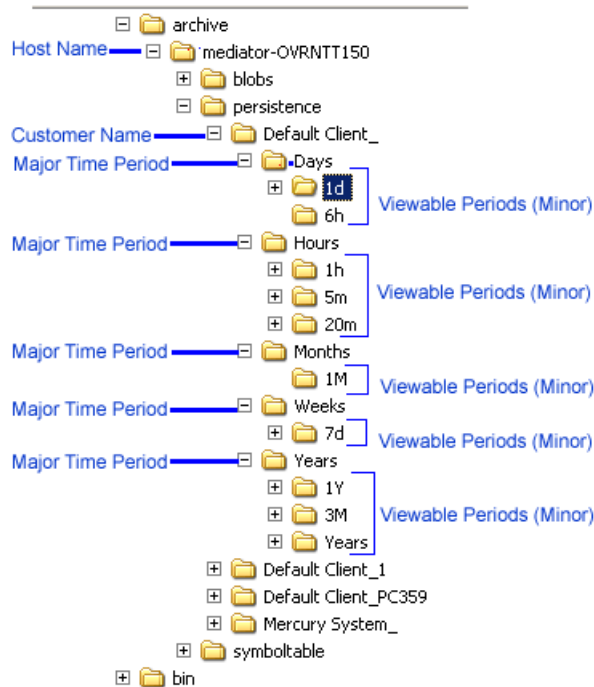 archive
Host Name mediator-OVRNTT150
blobs
persistence
Customer Name Default Client_
Major Time Period Days
1d
Viewable Periods (Minor)
6h
Major Time Period Hours
1h
5m Viewable Periods (Minor)
20m
Major Time Period Months
1M Viewable Periods (Minor)
Major Time Period Weeks
7d Viewable Periods (Minor)
Major Time Period Years
1Y
3M Viewable Periods (Minor)
Years
Default Client_1
Default Client_PC359
Mercury System_
symboltable
bin